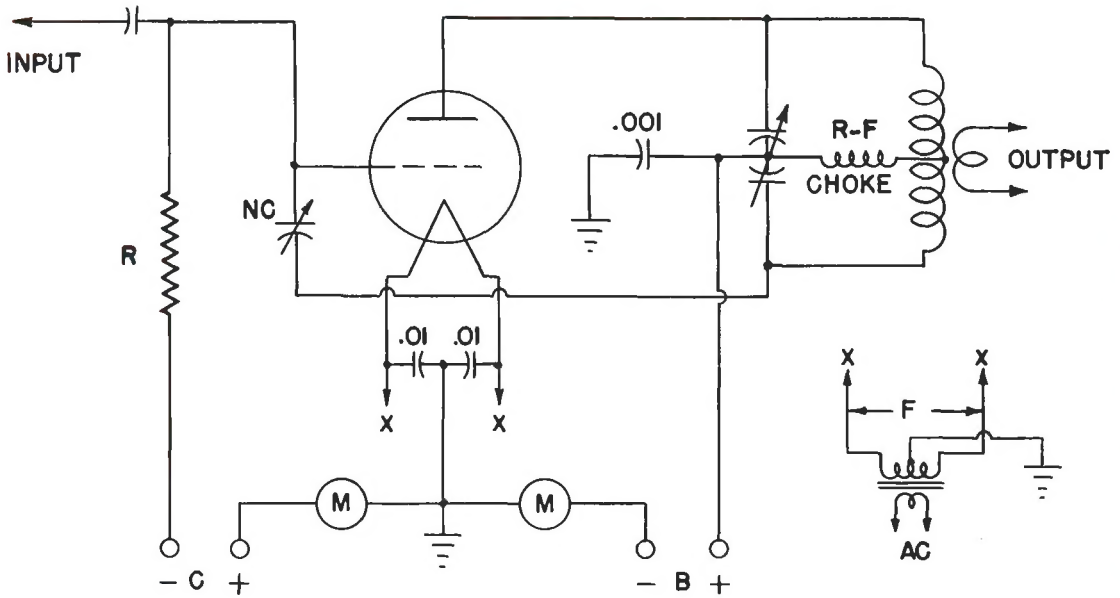 INPUT
.001
R-F
CHOKE
OUTPUT
NC
R
.01 .01
X X
X X
F
M M
AC
- C +
- B +